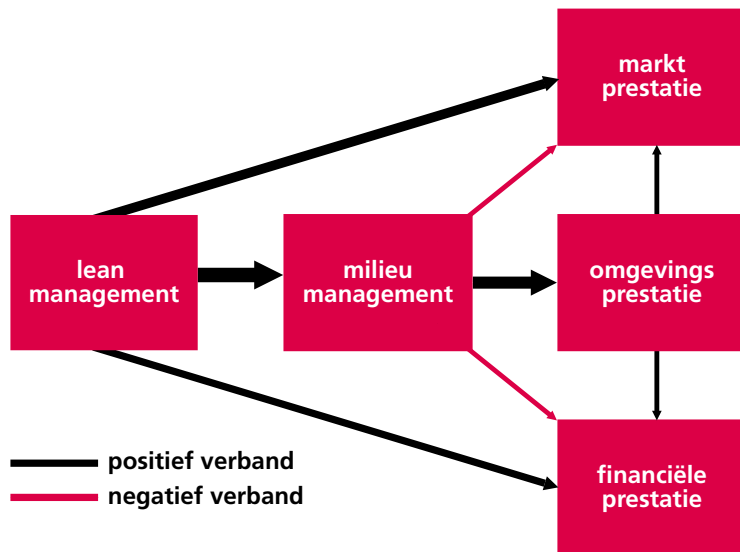 markt
prestatie
lean
management
milieu
management
omgevings
prestatie
positief verband
negatief verband
financiële
prestatie